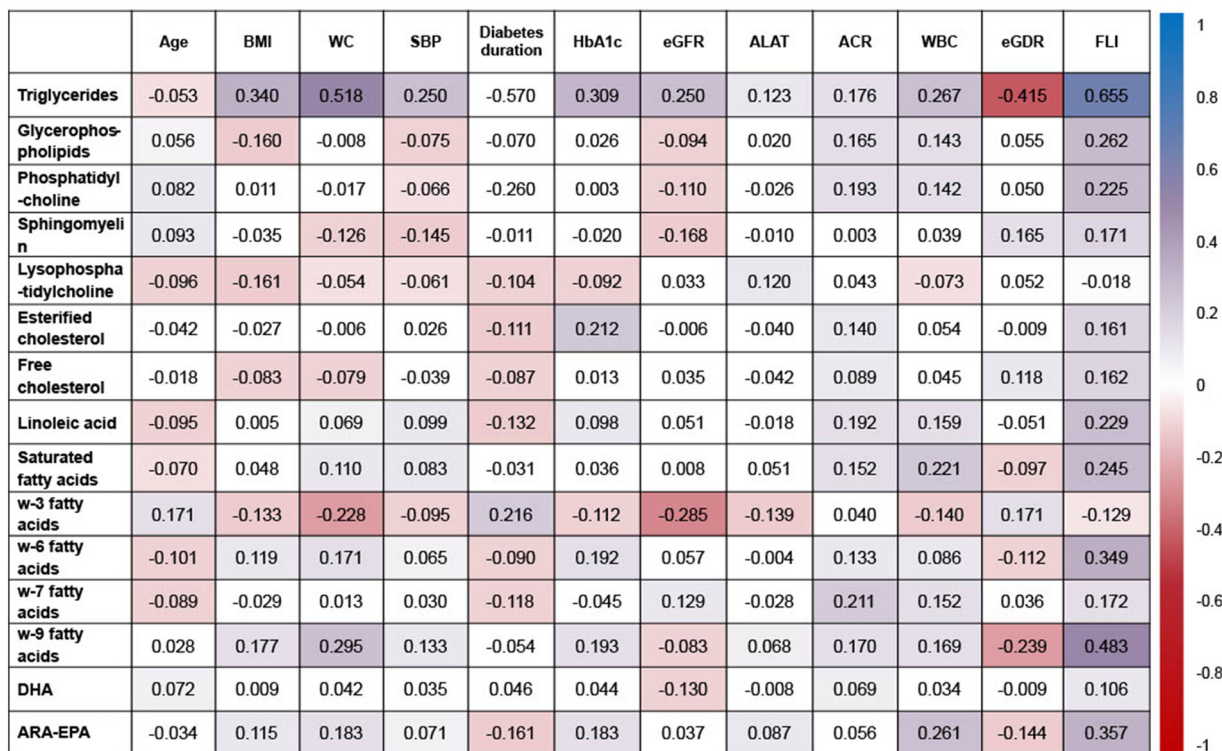 Age BMI WC SBP Diabetes duration HbA1c eGFR ALAT ACR WBC eGDR FLI
Triglycerides -0.053 0.340 0.518 0.250 -0.570 0.309 0.250 0.123 0.176 0.267 -0.415 0.655
Glycerophos-
pholipids 0.056 -0.160 -0.008 -0.075 -0.070 0.026 -0.094 0.020 0.165 0.143 0.055 0.262
Phosphatidyl
-choline 0.082 0.011 -0.017 -0.066 -0.260 0.003 -0.110 -0.026 0.193 0.142 0.050 0.225
Sphingomyeli
n 0.093 -0.035 -0.126 -0.145 -0.011 -0.020 -0.168 -0.010 0.003 0.039 0.165 0.171
Lysophospha
-tidylcholine -0.096 -0.161 -0.054 -0.061 -0.104 -0.092 0.033 0.120 0.043 -0.073 0.052 -0.018
Esterified
cholesterol -0.042 -0.027 -0.006 0.026 -0.111 0.212 -0.006 -0.040 0.140 0.054 -0.009 0.161
Free
cholesterol -0.018 -0.083 -0.079 -0.039 -0.087 0.013 0.035 -0.042 0.089 0.045 0.118 0.162
Linoleic acid -0.095 0.005 0.069 0.099 -0.132 0.098 0.051 -0.018 0.192 0.159 -0.051 0.229
Saturated
fatty acids -0.070 0.048 0.110 0.083 -0.031 0.036 0.008 0.051 0.152 0.221 -0.097 0.245
w-3 fatty
acids 0.171 -0.133 -0.228 -0.095 0.216 -0.112 -0.285 -0.139 0.040 -0.140 0.171 -0.129
w-6 fatty
acids -0.101 0.119 0.171 0.065 -0.090 0.192 0.057 -0.004 0.133 0.086 -0.112 0.349
w-7 fatty
acids -0.089 -0.029 0.013 0.030 -0.118 -0.045 0.129 -0.028 0.211 0.152 0.036 0.172
w-9 fatty
acids 0.028 0.177 0.295 0.133 -0.054 0.193 -0.083 0.068 0.170 0.169 -0.239 0.483
DHA 0.072 0.009 0.042 0.035 0.046 0.044 -0.130 -0.008 0.069 0.034 -0.009 0.106
ARA-EPA -0.034 0.115 0.183 0.071 -0.161 0.183 0.037 0.087 0.056 0.261 -0.144 0.357
1
0.8
0.6
0.4
0.2
0
-0.2
-0.4
-0.6
-0.8
-1